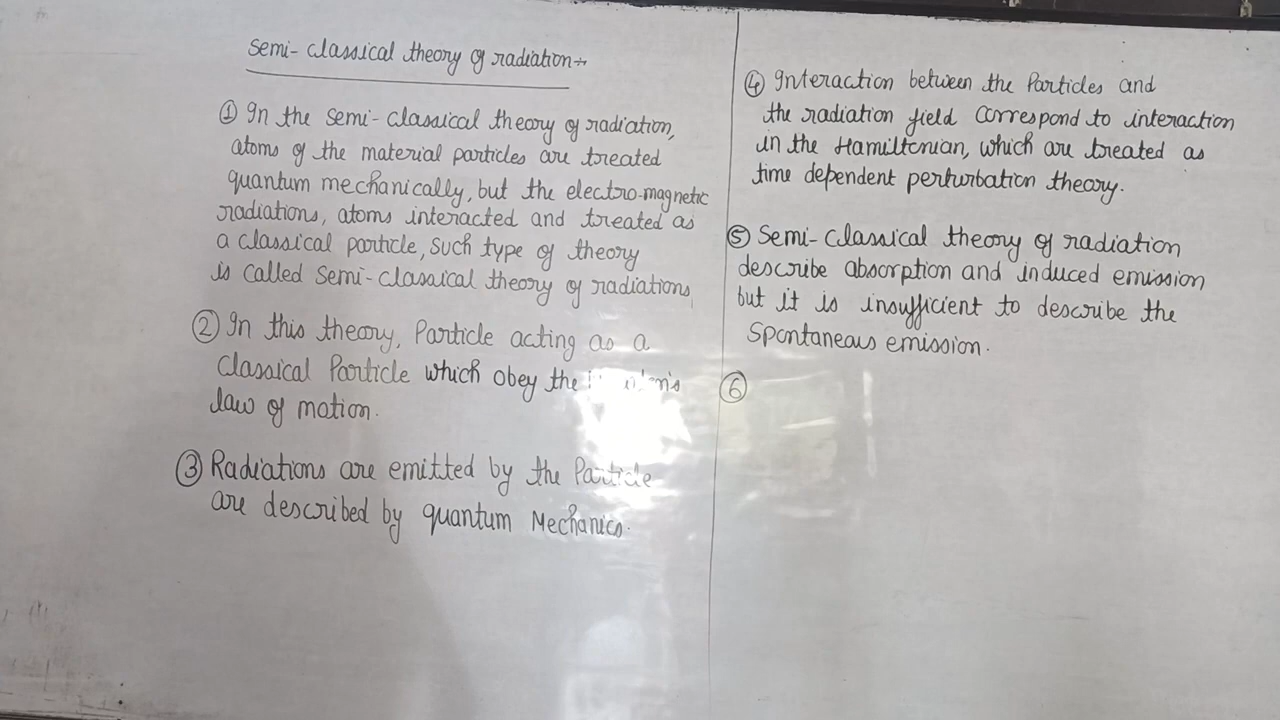 Semi-classical theory of radiation÷
① In the semi-classical theory of radiation,
atoms of the material particles are treated
quantum mechanically, but the electro-magnetic
radiations, atoms interacted and treated as
a classical particle, such type of theory
is called semi-classical theory of radiations,
② In this theory, Particle acting as a
Classical Particle which obey the
law of motion.
③ Radiations are emitted by the Particle
are described by quantum Mechanics.
④ Interaction between the Particles and
the radiation field correspond to interaction
in the Hamiltonian, which are treated as
time dependent perturbation theory.
⑤ Semi-classical theory of radiation
describe absorption and induced emission
but it is insufficient to describe the
Spontaneous emission.
⑥